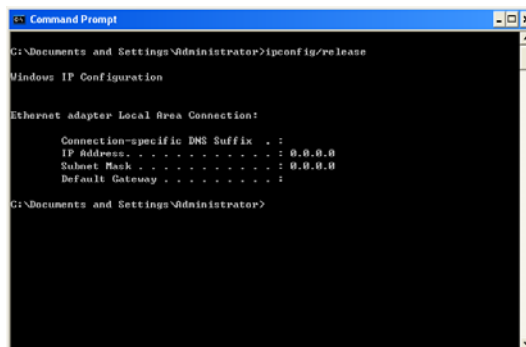 Command Prompt
C:\Documents and Settings\Administrator>ipconfig/release
Windows IP Configuration
Ethernet adapter Local Area Connection:
Connection-specific DNS Suffix . :
IP Address. . . . . . . . . . . . : 0.0.0.0
Subnet Mask . . . . . . . . . . . : 0.0.0.0
Default Gateway . . . . . . . . . :
C:\Documents and Settings\Administrator>